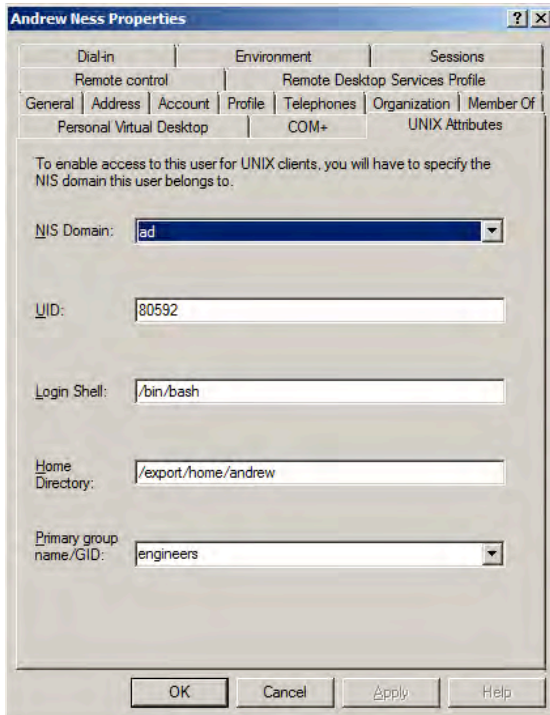 Andrew Ness Properties
Dial-in Environment Sessions
Remote control Remote Desktop Services Profile
General Address Account Profile Telephones Organization Member Of
Personal Virtual Desktop COM+ UNIX Attributes
To enable access to this user for UNIX clients, you will have to specify the
NIS domain this user belongs to.
NIS Domain: ad
UID: 80592
Login Shell: /bin/bash
Home
Directory: /export/home/andrew
Primary group
name/GID: engineers
OK Cancel Apply Help